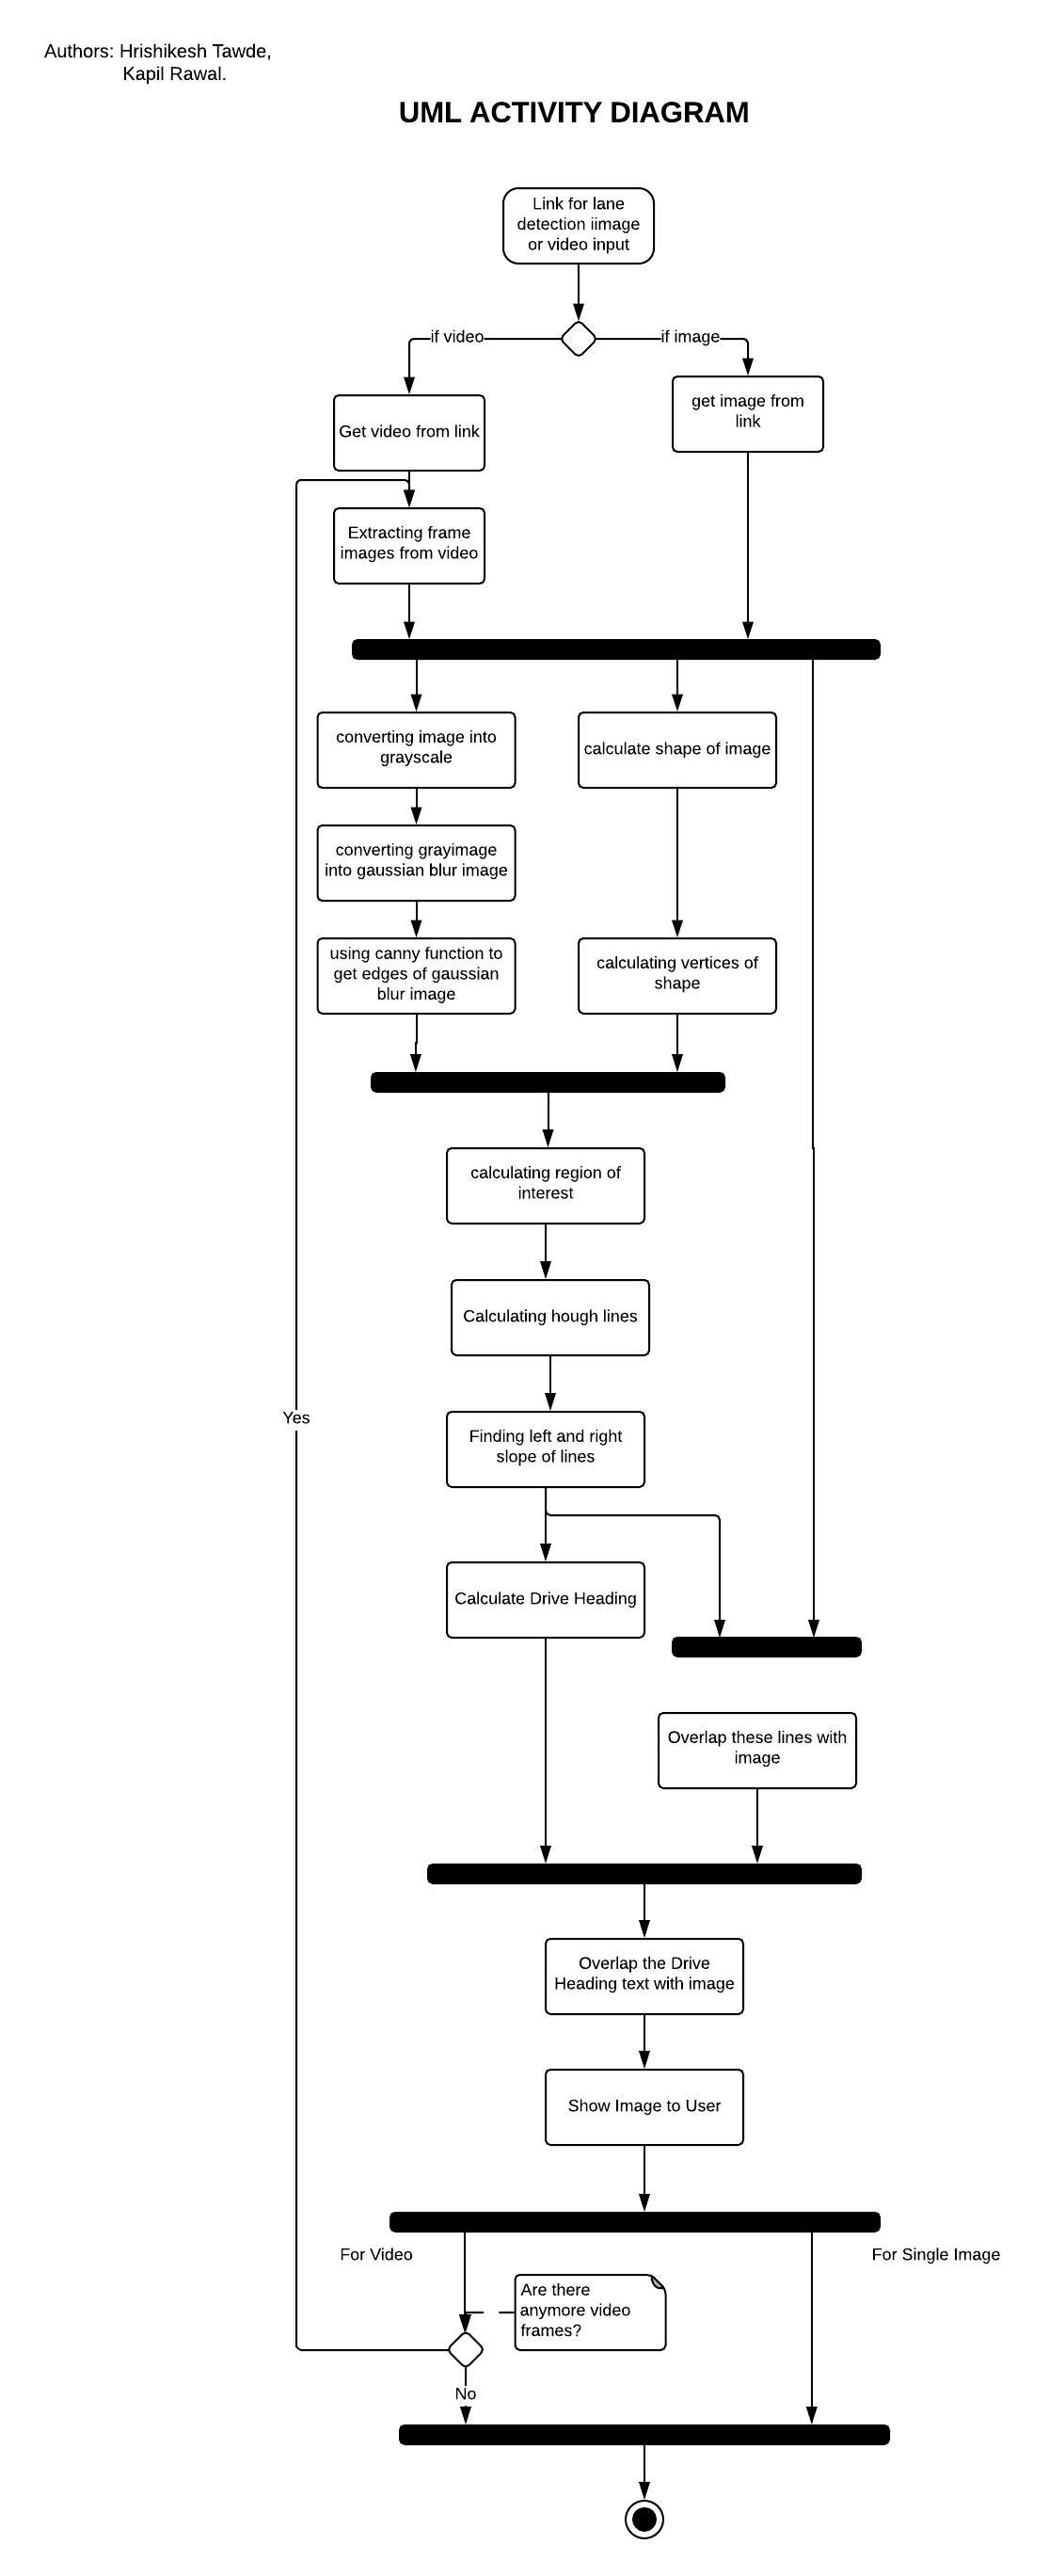 Authors: Hrishikesh Tawde,
Kapil Rawal.
UML ACTIVITY DIAGRAM
Link for lane
detection iimage
or video input
if video
if image
get image from
link
Get video from link
Extracting frame
images from video
converting image into
grayscale
calculate shape of image
converting grayimage
into gaussian blur image
using canny function to
get edges of gaussian
blur image
calculating vertices of
shape
calculating region of
interest
Calculating hough lines
Yes
Finding left and right
slope of lines
Calculate Drive Heading
Overlap these lines with
image
Overlap the Drive
Heading text with image
Show Image to User
For Video
For Single Image
Are there
anymore video
frames?
No